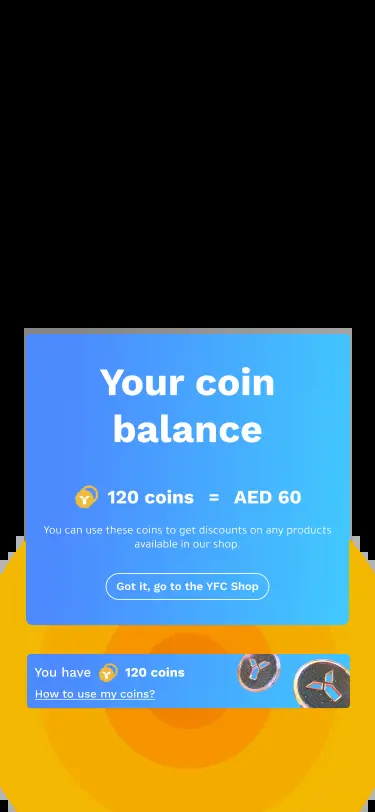 Your coin
balance
120 coins = AED 60
You can use these coins to get discounts on any products
available in our shop.
Got it, go to the YFC Shop
You have 120 coins
How to use my coins?